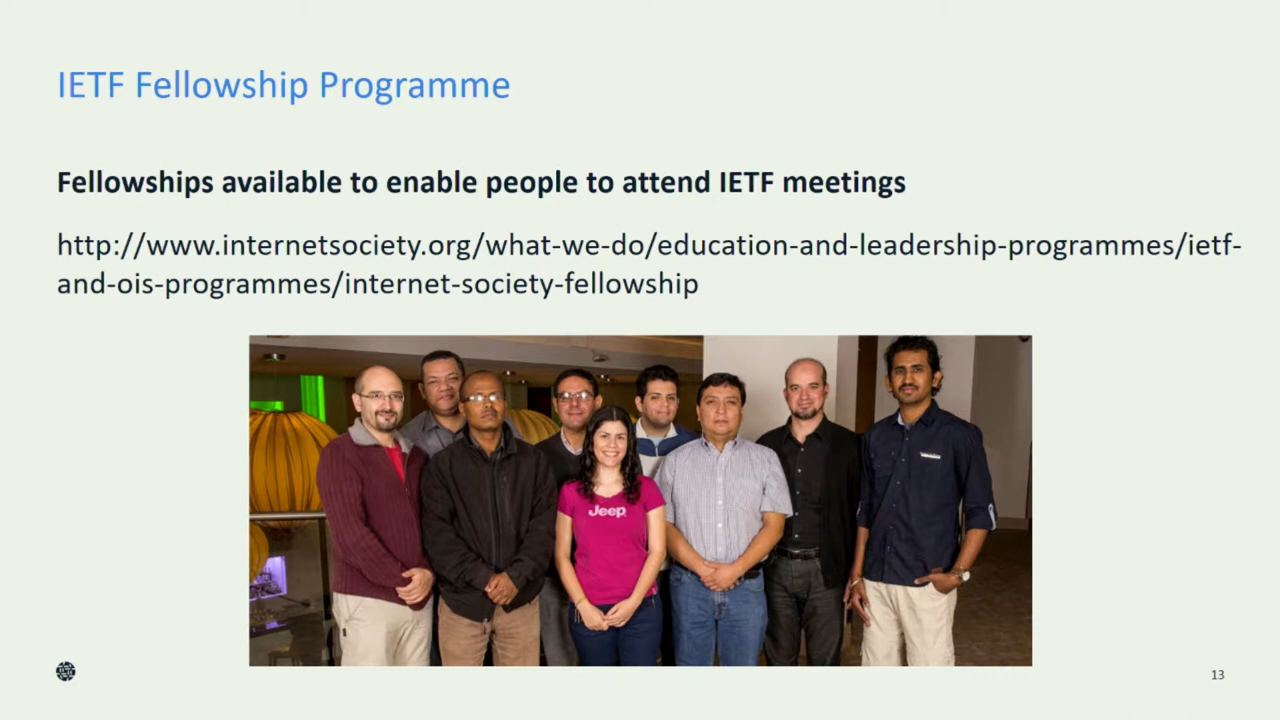 IETF Fellowship Programme
Fellowships available to enable people to attend IETF meetings
http://www.internetsociety.org/what-we-do/education-and-leadership-programmes/ietf-
and-ois-programmes/internet-society-fellowship
Jeep
13